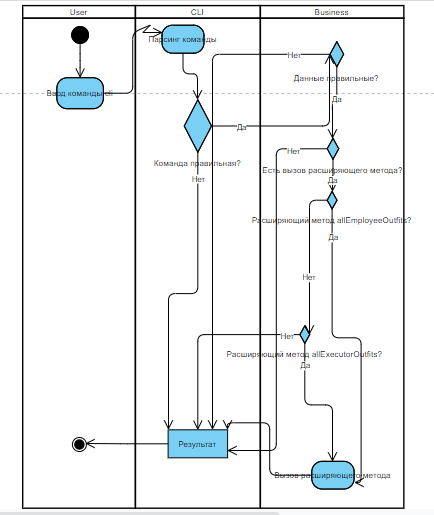 User
CLI
Business
Парсинг команды
Нет
Данные правильные?
Ввод команды cli
Да
Да
Нет
Команда правильная?
Есть вызов расширяющего метода?
Нет
Да
Расширяющий метод allEmployeeOutfits?
Да
Нет
Нет
Расширяющий метод allExecutorOutfits?
Да
Результат
Вызов расширяющего метода